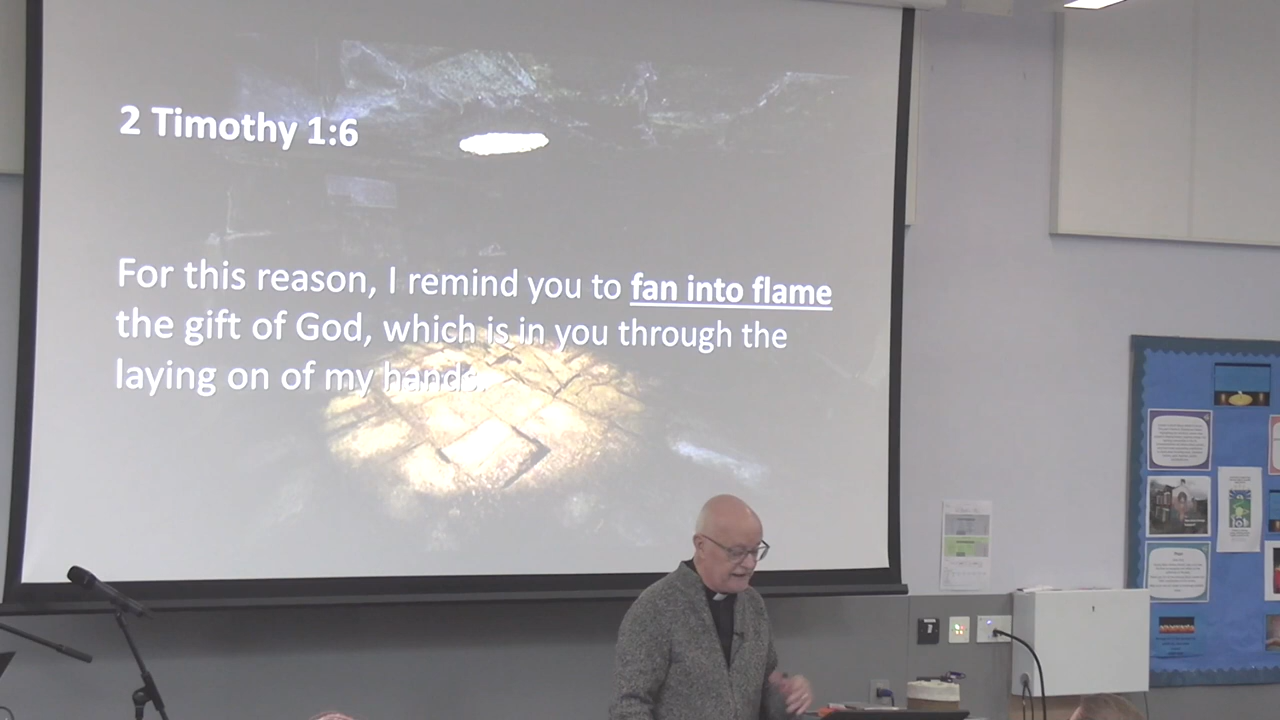 2 Timothy 1:6
For this reason, I remind you to fan into flame
the gift of God, which is in you through the
laying on of my hands.